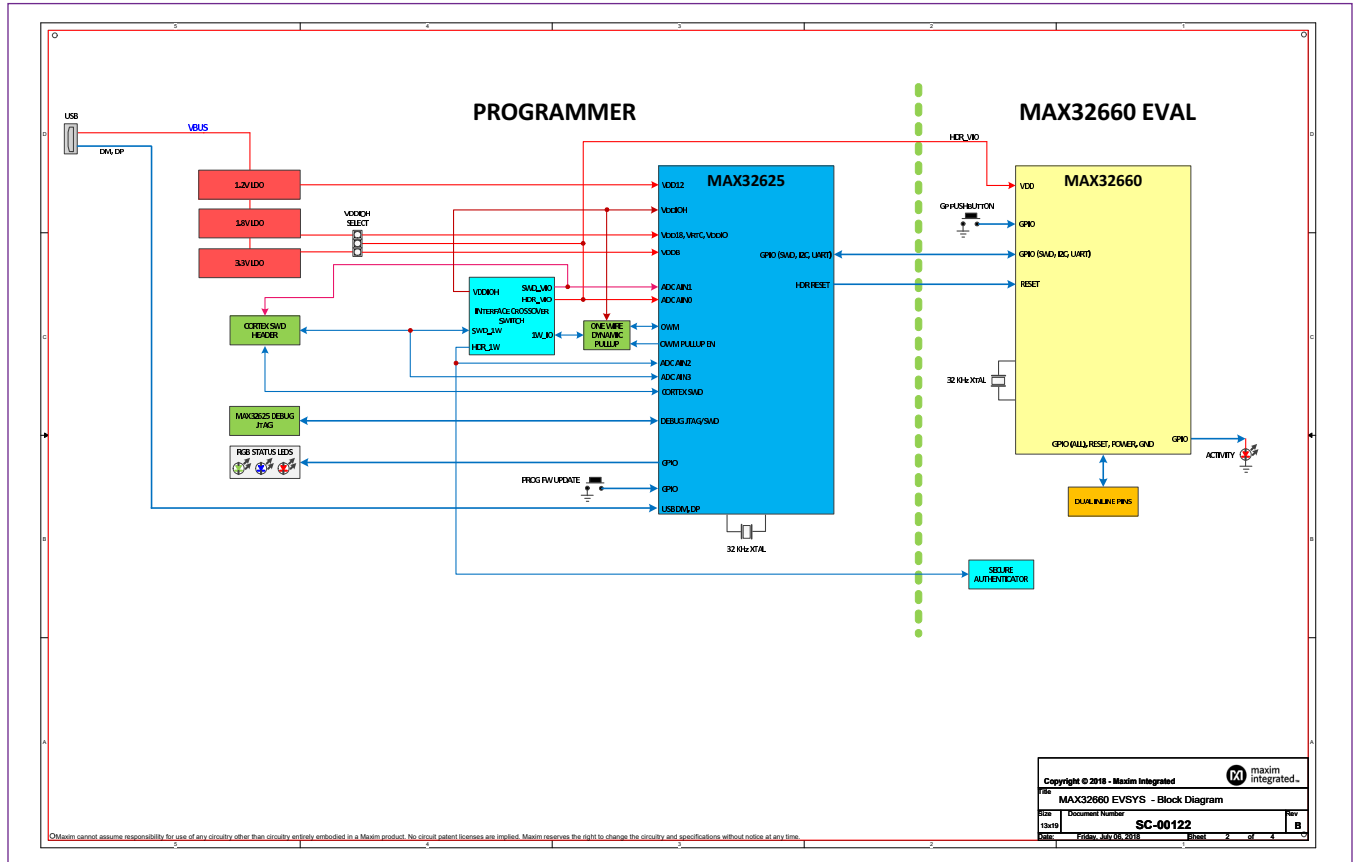 5
4
3
2
1
PROGRAMMER
MAX32660 EVAL
USB
VBUS
DM, DP
D
D
HDR_VIO
1.2V LDO
1.8V LDO
3.3V LDO
VDDIOH
SELECT
MAX32625
VDD12
VDDIOH
VDD18, VRTC, VDDIO
VDDB
GPIO (SWD, I2C, UART)
HDR RESET
ADC AIN1
ADC AIN0
OWM
OWM PULLUP EN
ADC AIN2
ADC AIN3
CORTEX SWD
DEBUG JTAG/SWD
GPIO
GPIO
USB DM, DP
32 KHz XTAL
MAX32660
VDD
GP PUSHBUTTON
GPIO
GPIO (SWD, I2C, UART)
RESET
32 KHz XTAL
GPIO (ALL), RESET, POWER, GND
GPIO
ACTIVITY
DUAL INLINE PINS
VDDIOH
SWD_VIO
HDR_VIO
INTERFACE CROSSOVER
SWITCH
SWD_1W
1W_IO
HDR_1W
ONE WIRE
DYNAMIC
PULLUP
CORTEX SWD
HEADER
C
C
MAX32625 DEBUG
JTAG
RGB STATUS LEDS
PROG FW UPDATE
B
B
SECURE
AUTHENTICATOR
A
A
Copyright © 2018 - Maxim Integrated
maxim
integrated™
Title
MAX32660 EVSYS - Block Diagram
Size
Document Number
Rev
13x19
SC-00122
B
Date:
Friday, July 06, 2018
Sheet
2
of
4
Maxim cannot assume responsibility for use of any circuitry other than circuitry entirely embodied in a Maxim product. No circuit patent licenses are implied. Maxim reserves the right to change the circuitry and specifications without notice at any time.
5
4
3
2
1